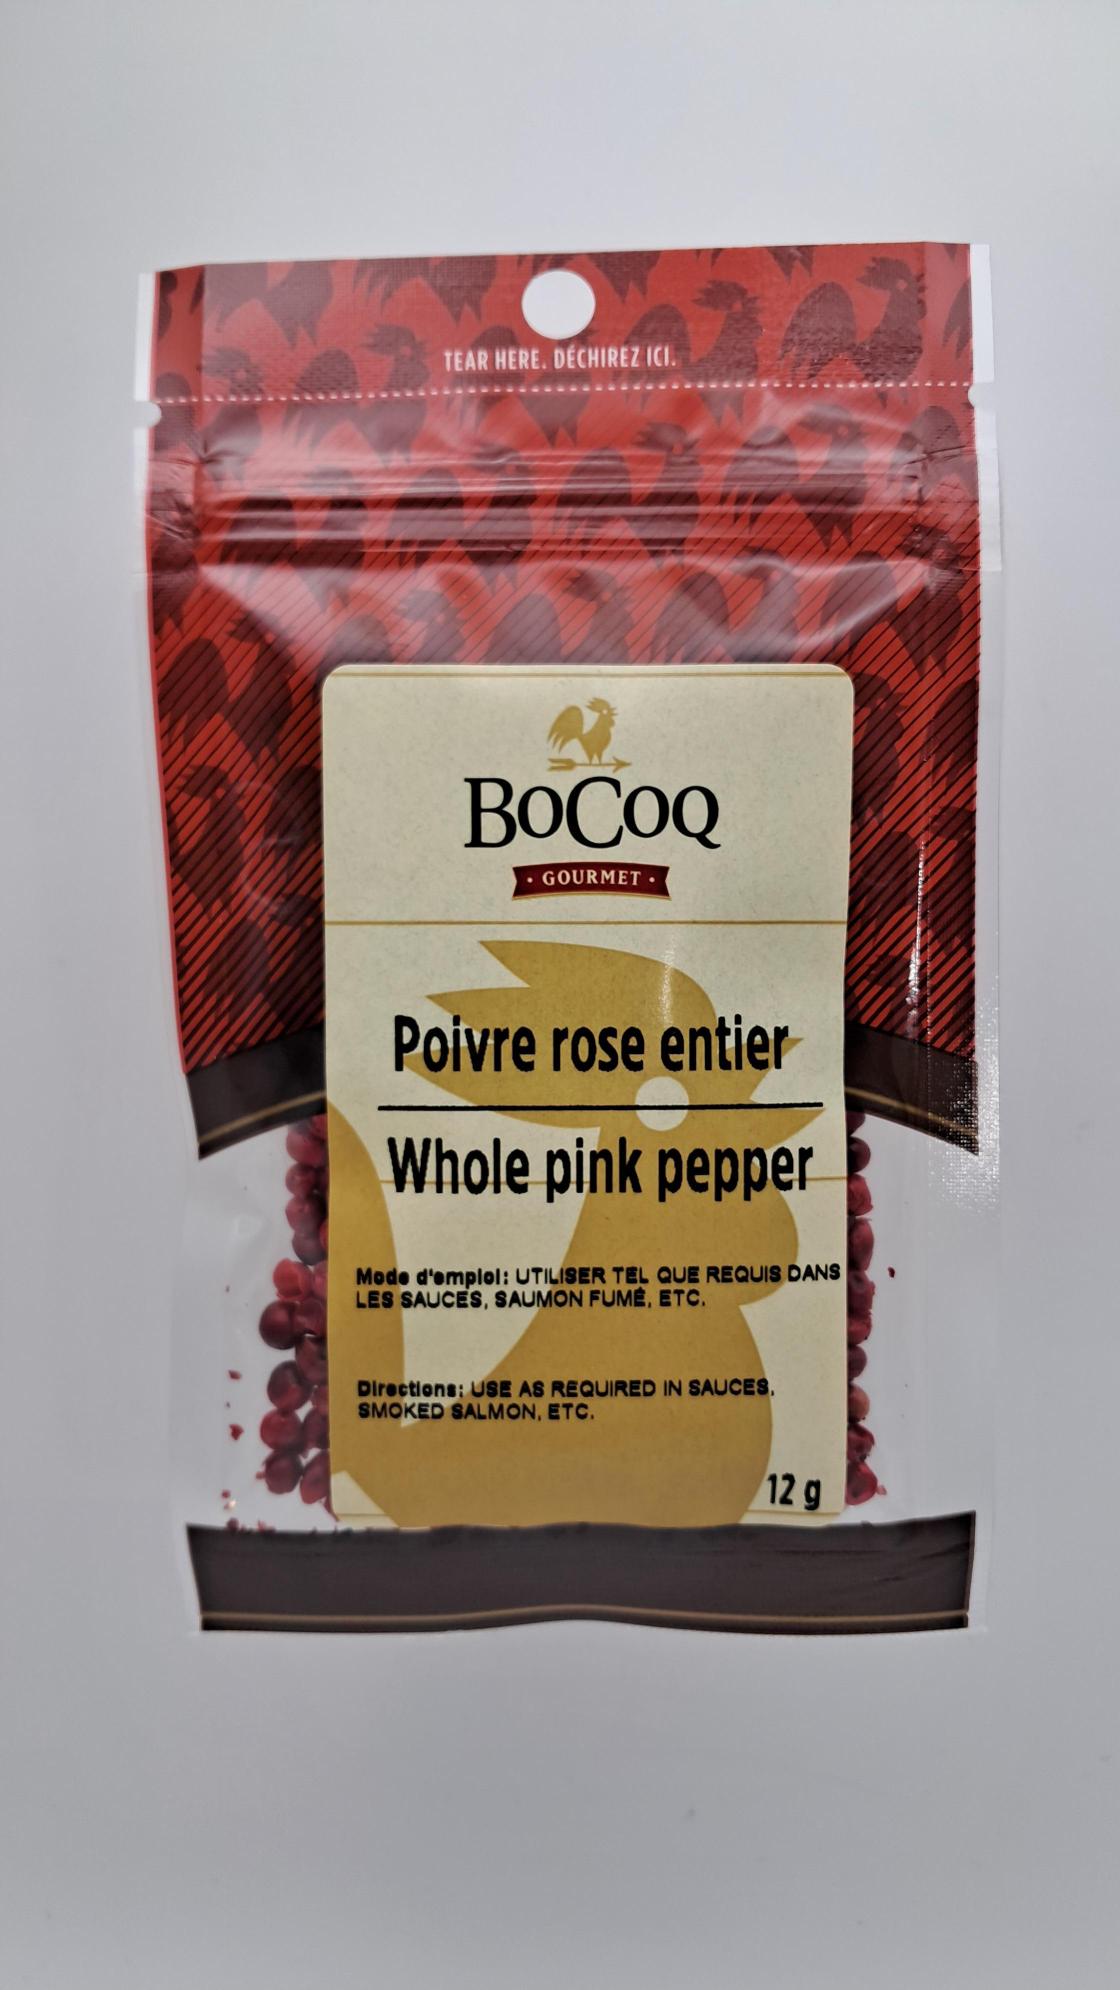 TEAR HERE. DÉCHIREZ ICI.
BOCOQ
· GOURMET ·
Poivre rose entier
Whole pink pepper
Mode d'emploi: UTILISER TEL QUE REQUIS DANS
LES SAUCES, SAUMON FUMÉ, ETC.
Directions: USE AS REQUIRED IN SAUCES,
SMOKED SALMON, ETC.
12 g